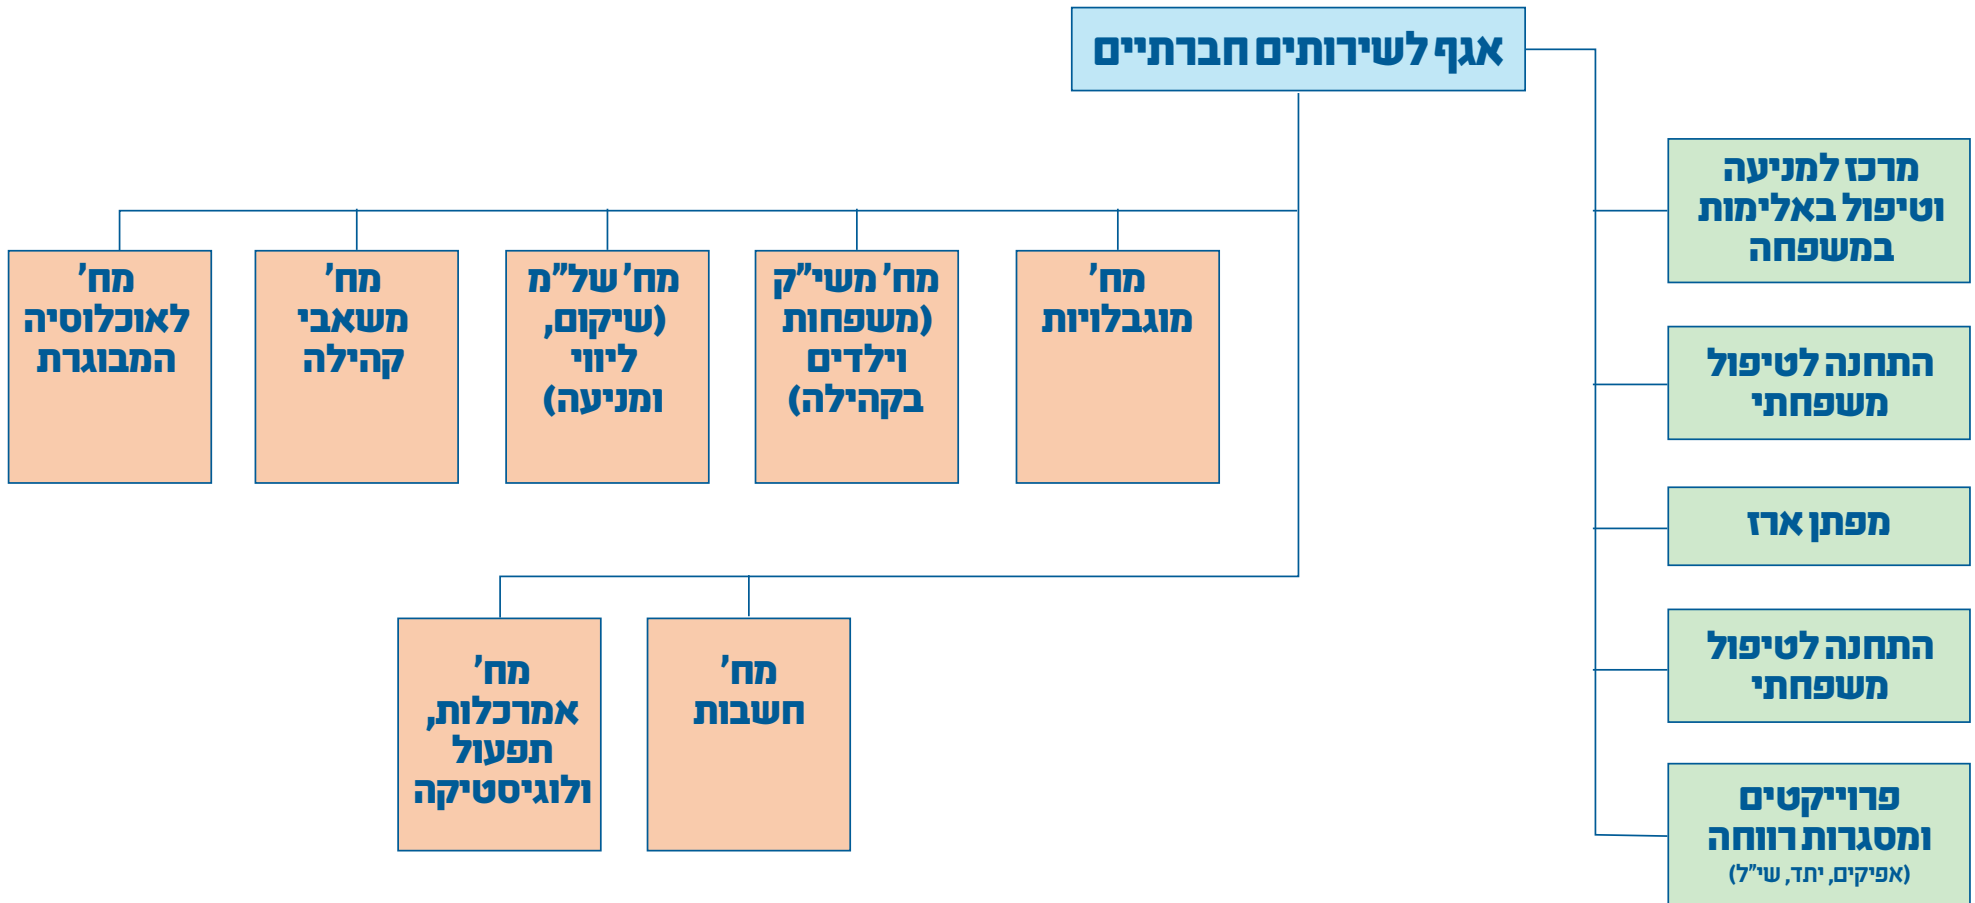 אגף לשירותים חברתיים
מרכז למניעה
וטיפול באלימות
במשפחה
התחנה לטיפול
משפחתי
מפתן ארז
התחנה לטיפול
משפחתי
פרוייקטים
ומסגרות רווחה
(אפיקים, יתד, שי"ל)
מח'
מוגבלויות
מח' משי"ק
(משפחות
וילדים
בקהילה)
מח' של"מ
(שיקום,
ליווי
ומניעה)
מח'
משאבי
קהילה
מח'
לאוכלוסיה
המבוגרת
מח'
חשבות
מח'
אמרכלות,
תפעול
ולוגיסטיקה